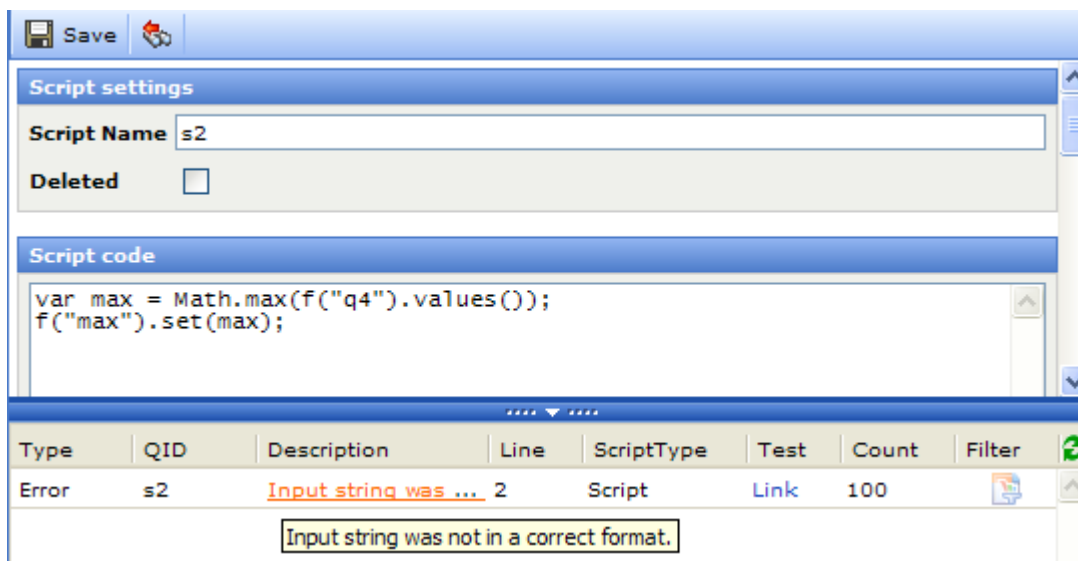 Save
Script settings
Script Name s2
Deleted
Script code
var max = Math.max(f("q4").values());
f("max").set(max);
Type QID Description Line ScriptType Test Count Filter
Error s2 Input string was ... 2 Script Link 100
Input string was not in a correct format.